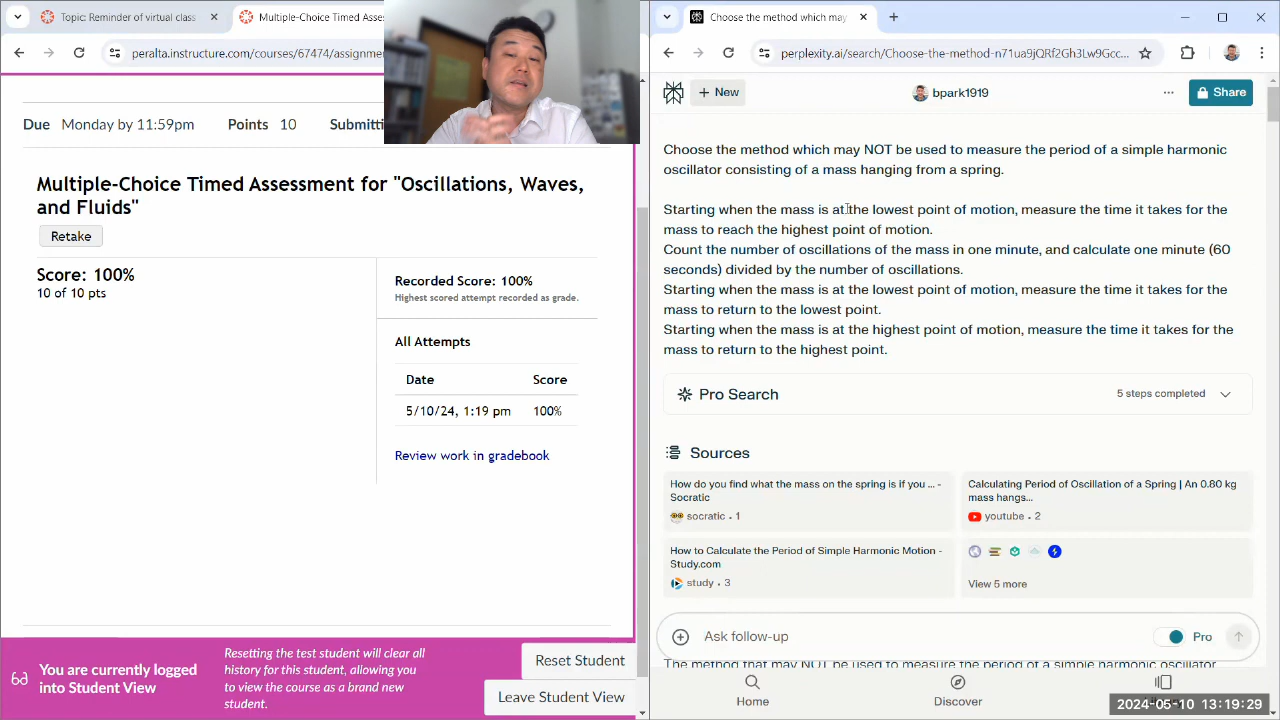 Topic: Reminder of virtual class
Multiple-Choice Timed Asse
peralta.instructure.com/courses/67474/assignme
Due Monday by 11:59pm Points 10 Submitti
Multiple-Choice Timed Assessment for "Oscillations, Waves,
and Fluids"
Retake
Score: 100%
10 of 10 pts
Recorded Score: 100%
Highest scored attempt recorded as grade.
All Attempts
Date Score
5/10/24, 1:19 pm 100%
Review work in gradebook
You are currently logged
into Student View
Resetting the test student will clear all
history for this student, allowing you
to view the course as a brand new
student.
Reset Student
Leave Student View
Choose the method which may
perplexity.ai/search/Choose-the-method-n71ua9jQRf2Gh3Lw9Gcc...
New
bpark1919
Share
Choose the method which may NOT be used to measure the period of a simple harmonic
oscillator consisting of a mass hanging from a spring.
Starting when the mass is at the lowest point of motion, measure the time it takes for the
mass to reach the highest point of motion.
Count the number of oscillations of the mass in one minute, and calculate one minute (60
seconds) divided by the number of oscillations.
Starting when the mass is at the lowest point of motion, measure the time it takes for the
mass to return to the lowest point.
Starting when the mass is at the highest point of motion, measure the time it takes for the
mass to return to the highest point.
Pro Search
5 steps completed
Sources
How do you find what the mass on the spring is if you ... -
Socratic
socratic · 1
Calculating Period of Oscillation of a Spring | An 0.80 kg
mass hangs...
youtube · 2
How to Calculate the Period of Simple Harmonic Motion -
Study.com
study · 3
View 5 more
Ask follow-up
Pro
The method that may NOT be used to measure the period of a simple harmonic oscillator
Home
Discover
2024-05-10 13:19:29